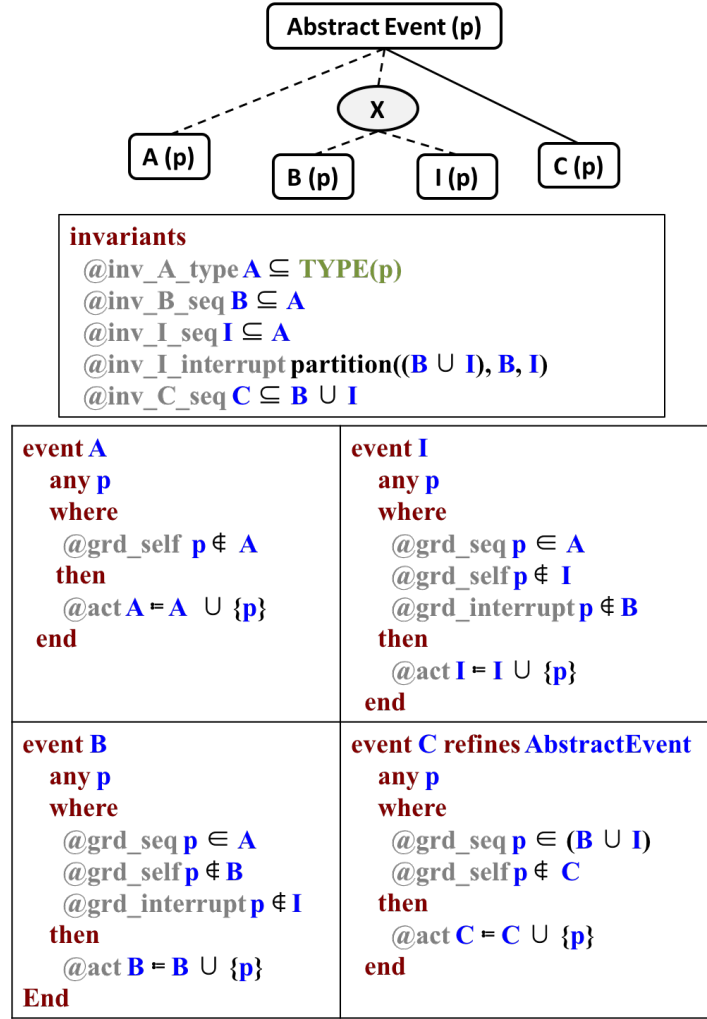 Abstract Event (p)
X
A (p)
B (p)
I (p)
C (p)
invariants
@inv_A_type A ⊆ TYPE(p)
@inv_B_seq B ⊆ A
@inv_I_seq I ⊆ A
@inv_I_interrupt partition((B ∪ I), B, I)
@inv_C_seq C ⊆ B ∪ I
event A
any p
where
@grd_self p ∉ A
then
@act A ≔ A ∪ {p}
end
event I
any p
where
@grd_seq p ∈ A
@grd_self p ∉ I
@grd_interrupt p ∉ B
then
@act I ≔ I ∪ {p}
end
event B
any p
where
@grd_seq p ∈ A
@grd_self p ∉ B
@grd_interrupt p ∉ I
then
@act B ≔ B ∪ {p}
End
event C refines AbstractEvent
any p
where
@grd_seq p ∈ (B ∪ I)
@grd_self p ∉ C
then
@act C ≔ C ∪ {p}
end